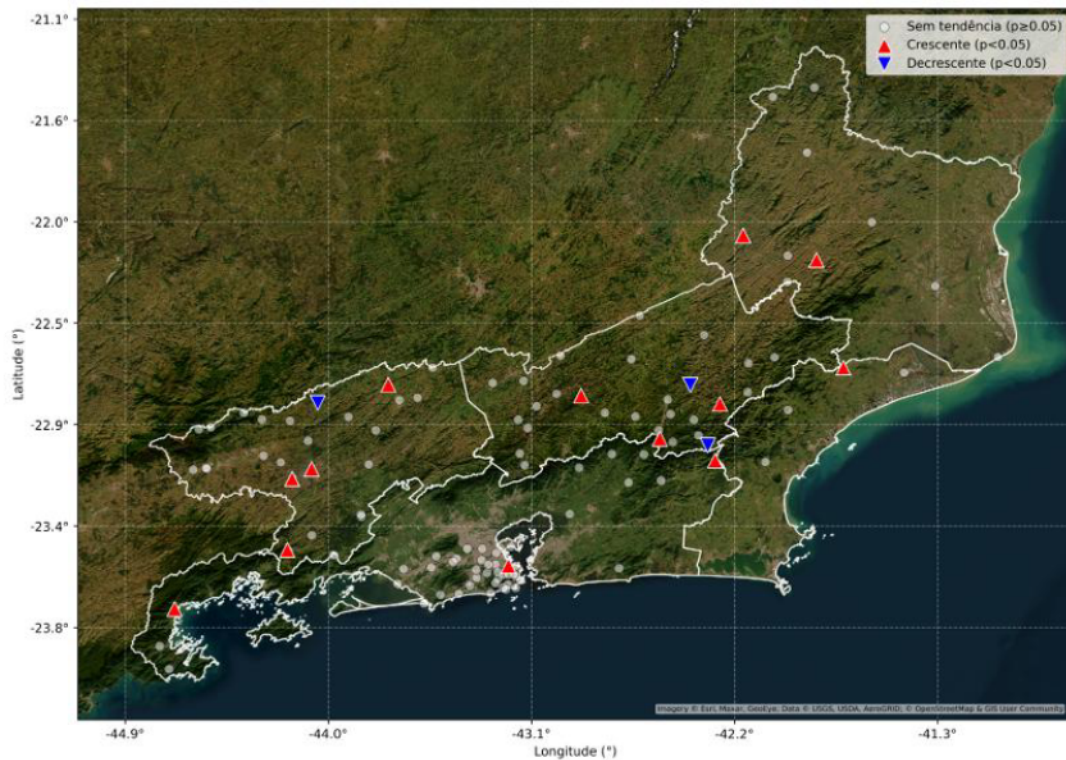 Sem tendência (p≥0.05)
Crescente (p<0.05)
Decrescente (p<0.05)
-21.1°
-21.6°
-22.0°
-22.5°
-22.9°
-23.4°
-23.8°
Latitude (°)
Imagery © Esri, Maxar, GeoEye; Data © USGS, USDA, AeroGRID; © OpenStreetMap & GIS User Community
-44.9° -44.0° -43.1° -42.2° -41.3°
Longitude (°)